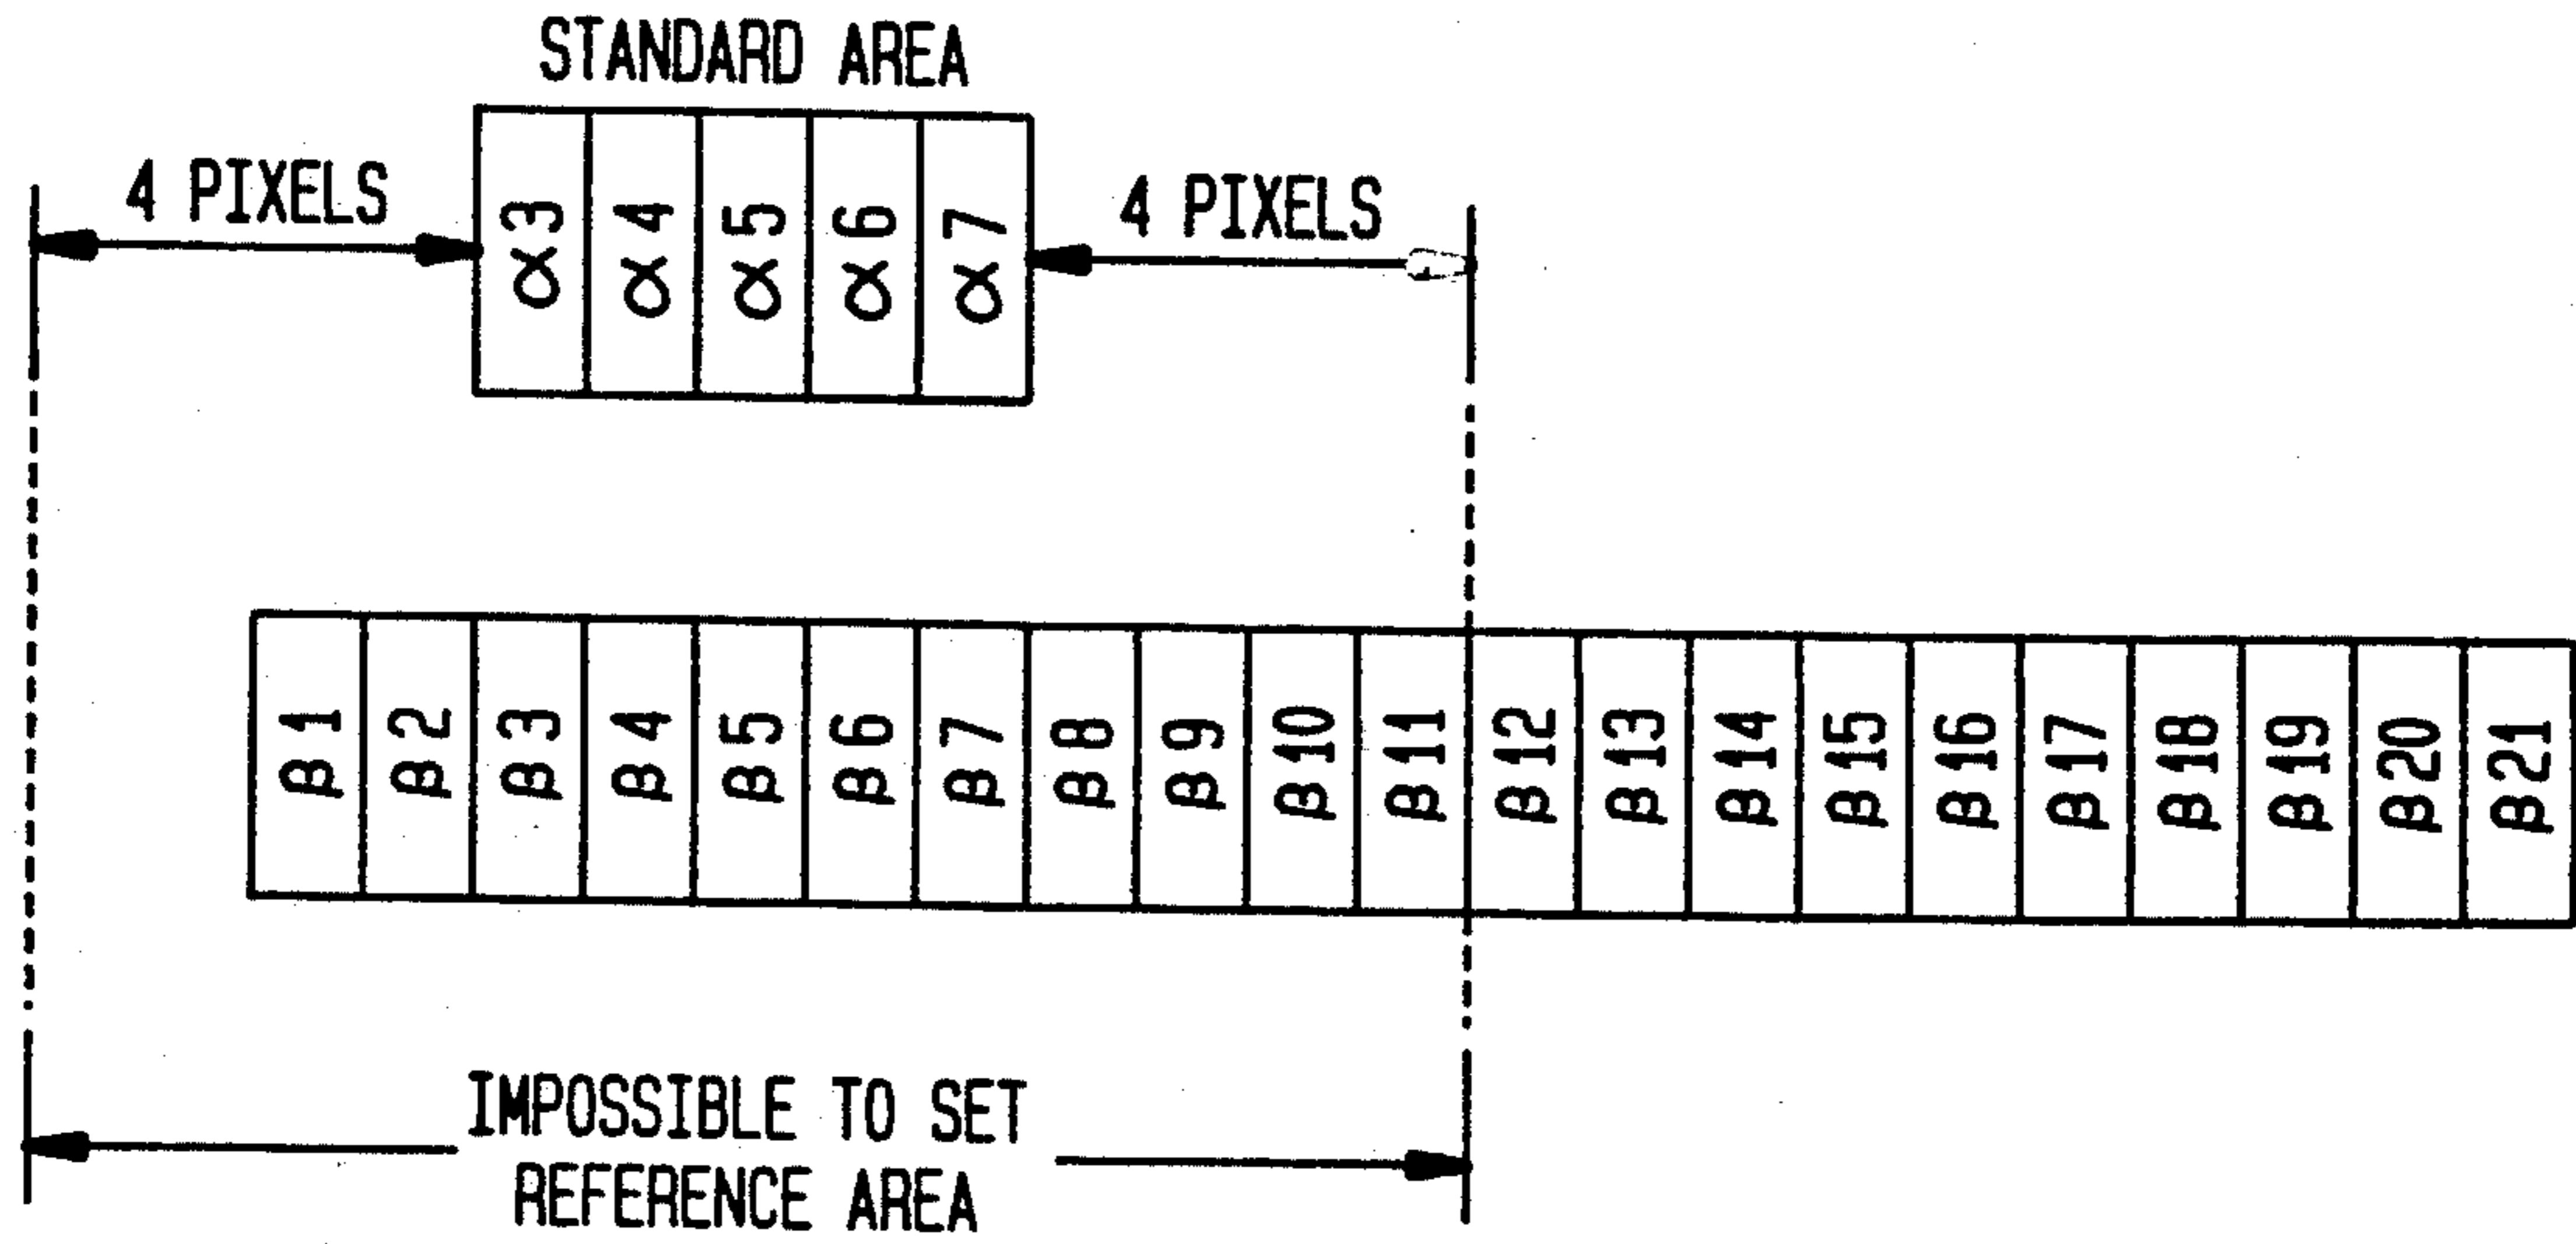 STANDARD AREA
4 PIXELS
α3 α4 α5 α6 α7
4 PIXELS
β1 β2 β3 β4 β5 β6 β7 β8 β9 β10 β11 β12 β13 β14 β15 β16 β17 β18 β19 β20 β21
IMPOSSIBLE TO SET
REFERENCE AREA